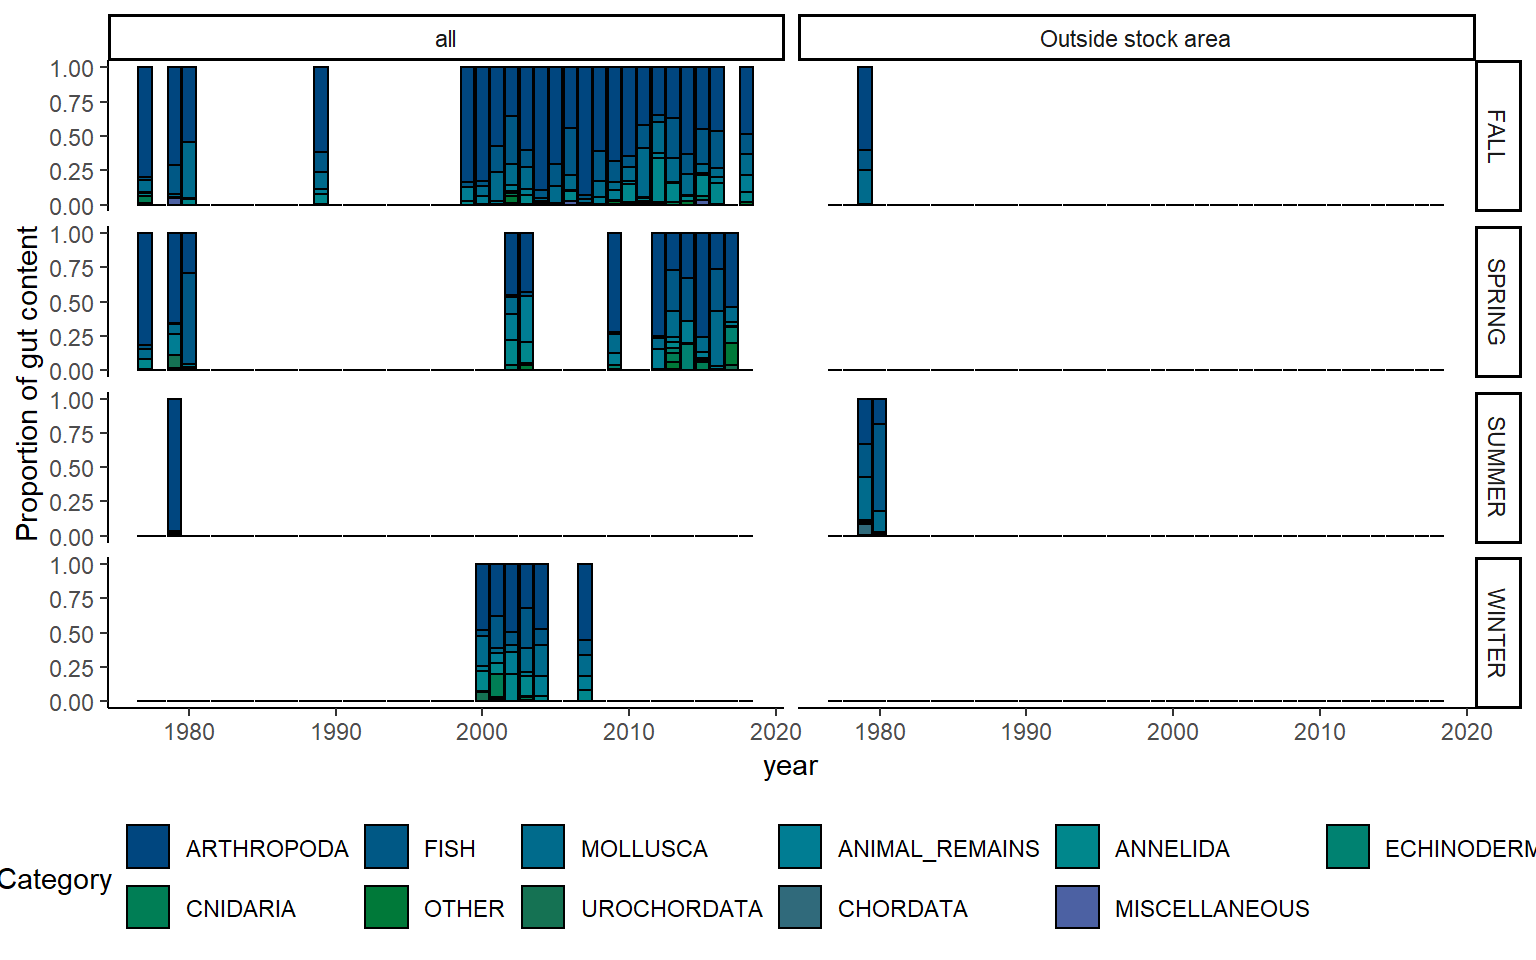 all Outside stock area
1.00
0.75
0.50
0.25
0.00
FALL
1.00
0.75
0.50
0.25
0.00
SPRING
1.00
0.75
0.50
0.25
0.00
SUMMER
1.00
0.75
0.50
0.25
0.00
WINTER
Proportion of gut content
1980 1990 2000 2010 2020 1980 1990 2000 2010 2020
year
Category
ARTHROPODA FISH MOLLUSCA ANIMAL_REMAINS ANNELIDA ECHINODERM
CNIDARIA OTHER UROCHORDATA CHORDATA MISCELLANEOUS